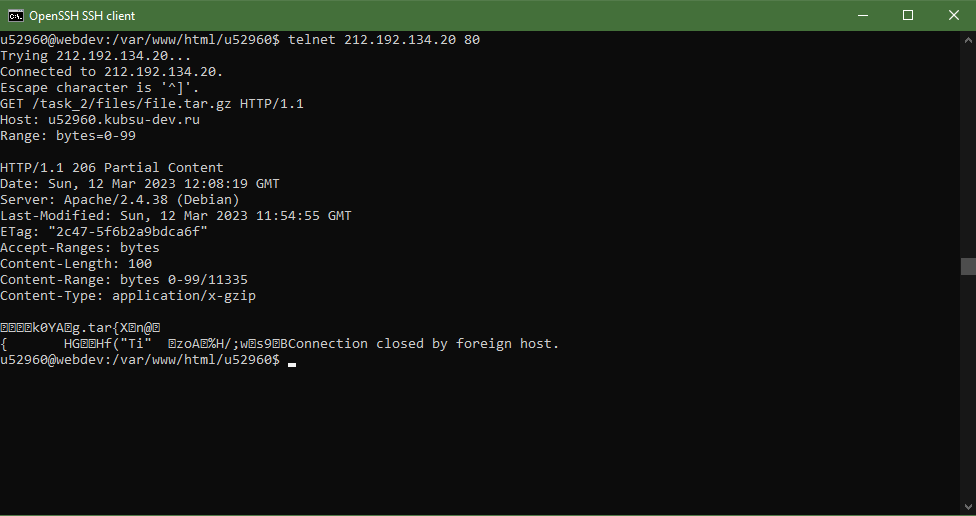 OpenSSH SSH client
u52960@webdev:/var/www/html/u52960$ telnet 212.192.134.20 80
Trying 212.192.134.20...
Connected to 212.192.134.20.
Escape character is '^]'.
GET /task_2/files/file.tar.gz HTTP/1.1
Host: u52960.kubsu-dev.ru
Range: bytes=0-99
HTTP/1.1 206 Partial Content
Date: Sun, 12 Mar 2023 12:08:19 GMT
Server: Apache/2.4.38 (Debian)
Last-Modified: Sun, 12 Mar 2023 11:54:55 GMT
ETag: "2c47-5f6b2a9bdca6f"
Accept-Ranges: bytes
Content-Length: 100
Content-Range: bytes 0-99/11335
Content-Type: application/x-gzip
����k0YA�g.tar{X�n@�
{       HG��Hf("Ti"  �zoA�%H/;w�s9�BConnection closed by foreign host.
u52960@webdev:/var/www/html/u52960$